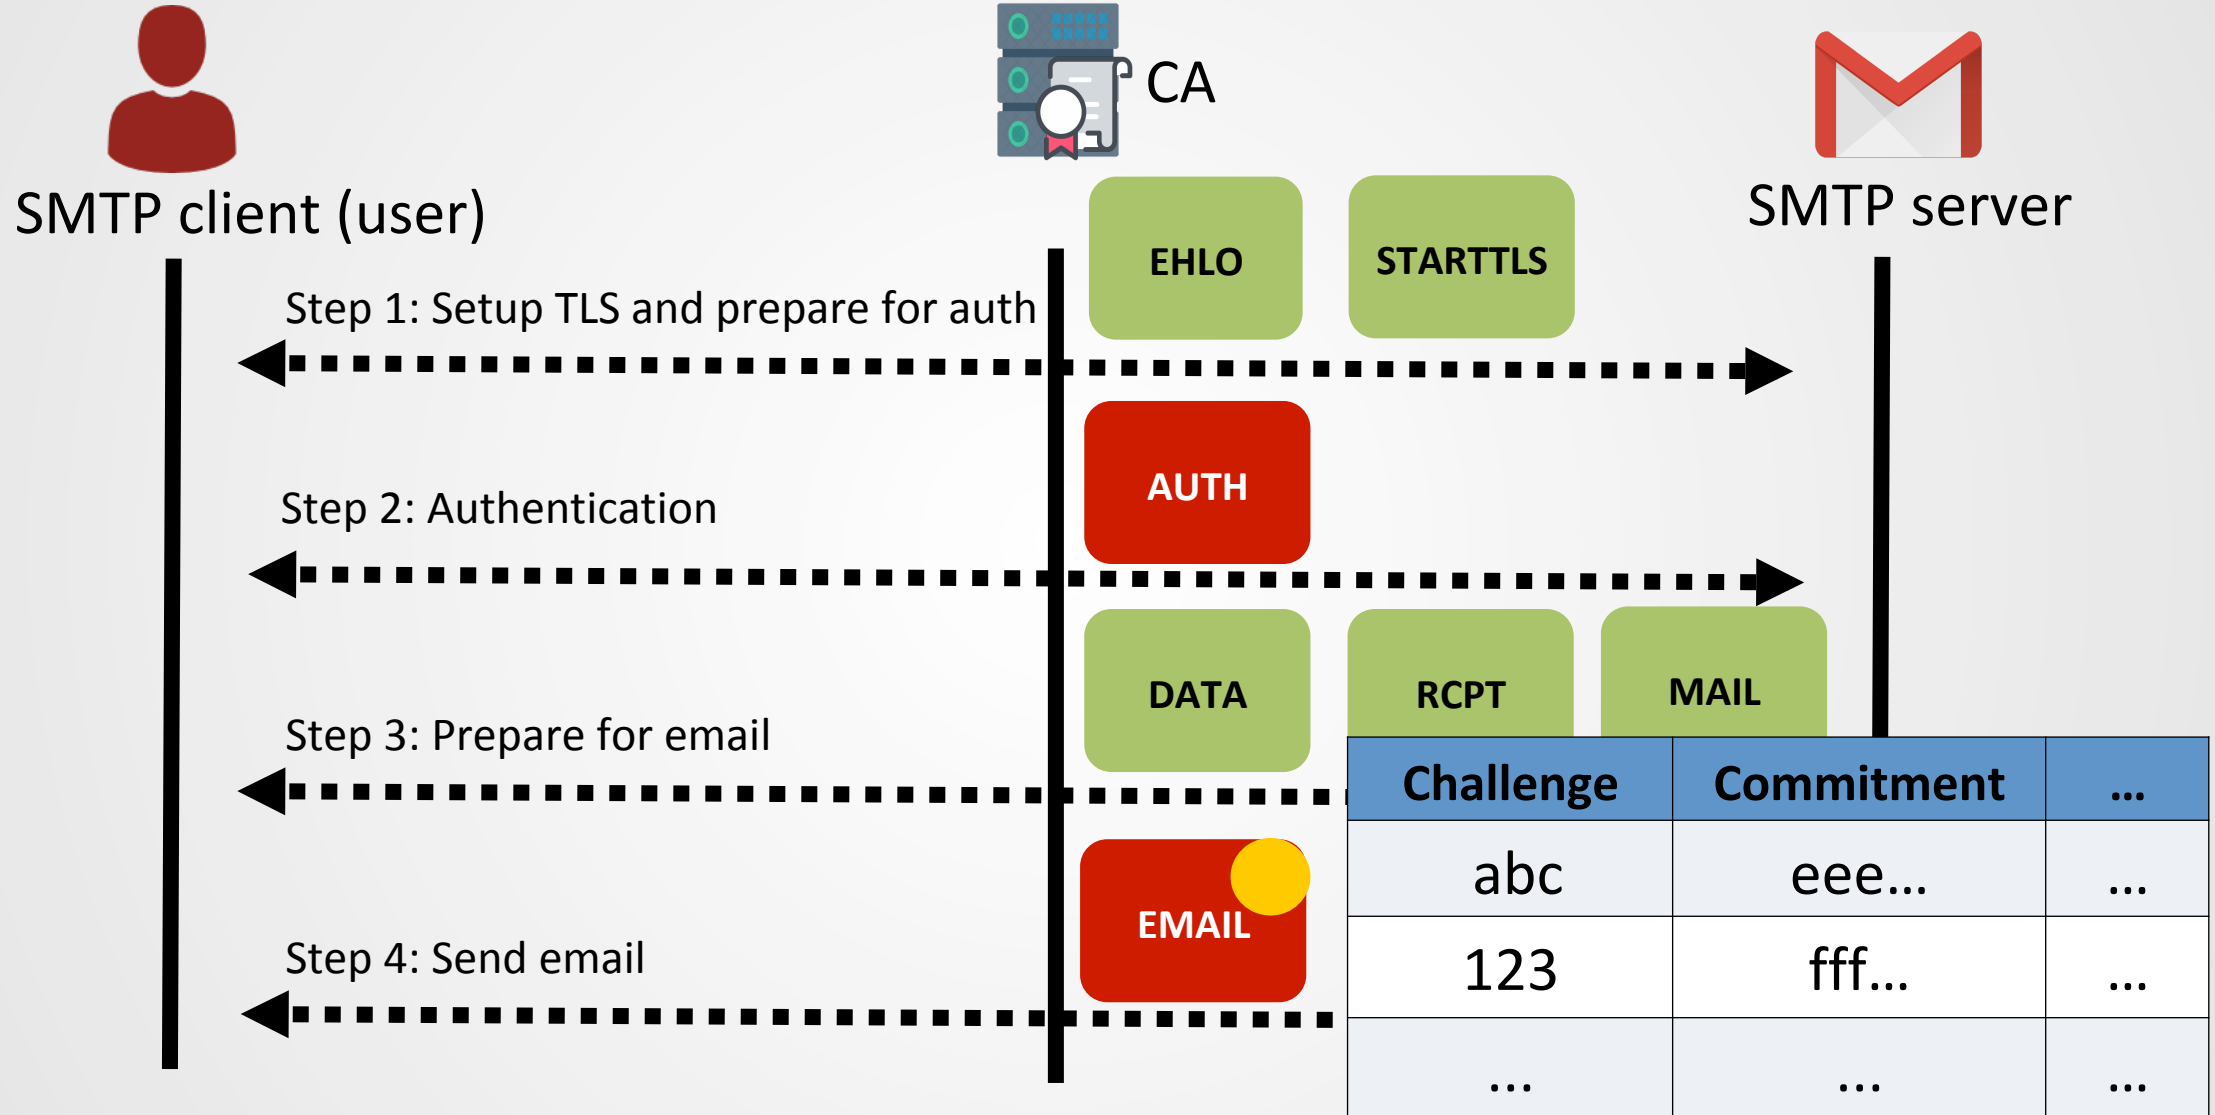 CA
SMTP client (user)
SMTP server
EHLO
STARTTLS
Step 1: Setup TLS and prepare for auth
AUTH
Step 2: Authentication
DATA
RCPT
MAIL
Step 3: Prepare for email
Challenge Commitment ...
abc eee... ...
EMAIL
Step 4: Send email
123 fff... ...
... ... ...